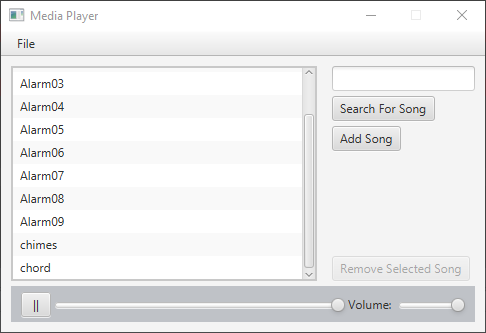 Media Player
File
Alarm03
Alarm04
Alarm05
Alarm06
Alarm07
Alarm08
Alarm09
chimes
chord
Search For Song
Add Song
Remove Selected Song
||
Volume: